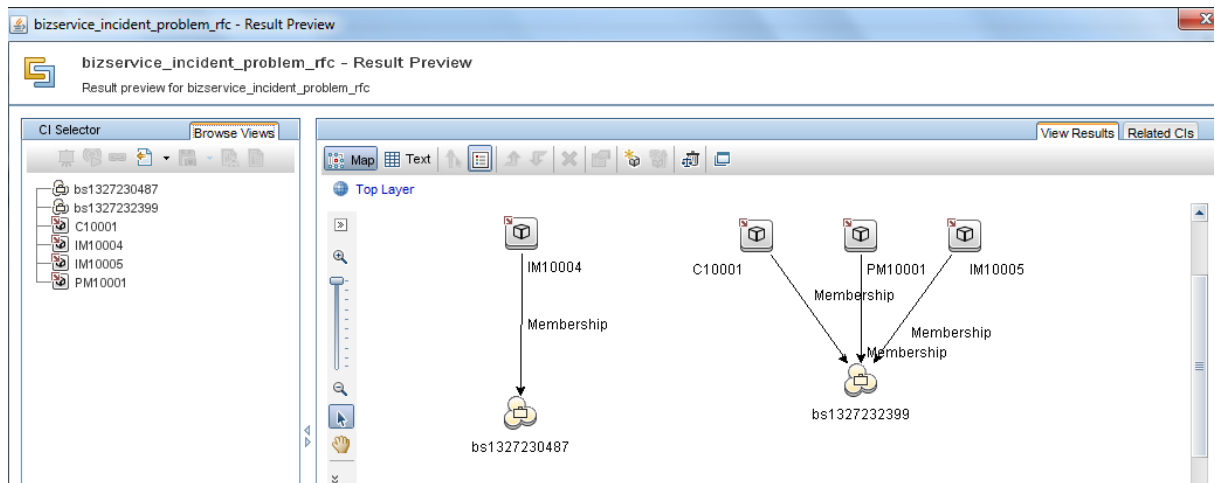 bizservice_incident_problem_rfc - Result Preview
bizservice_incident_problem_rfc - Result Preview
Result preview for bizservice_incident_problem_rfc
CI Selector
Browse Views
bs1327230487
bs1327232399
C10001
IM10004
IM10005
PM10001
View Results
Related CIs
Map
Text
Top Layer
IM10004
C10001
PM10001
IM10005
Membership
Membership
Membership
Membership
bs1327232399
bs1327230487